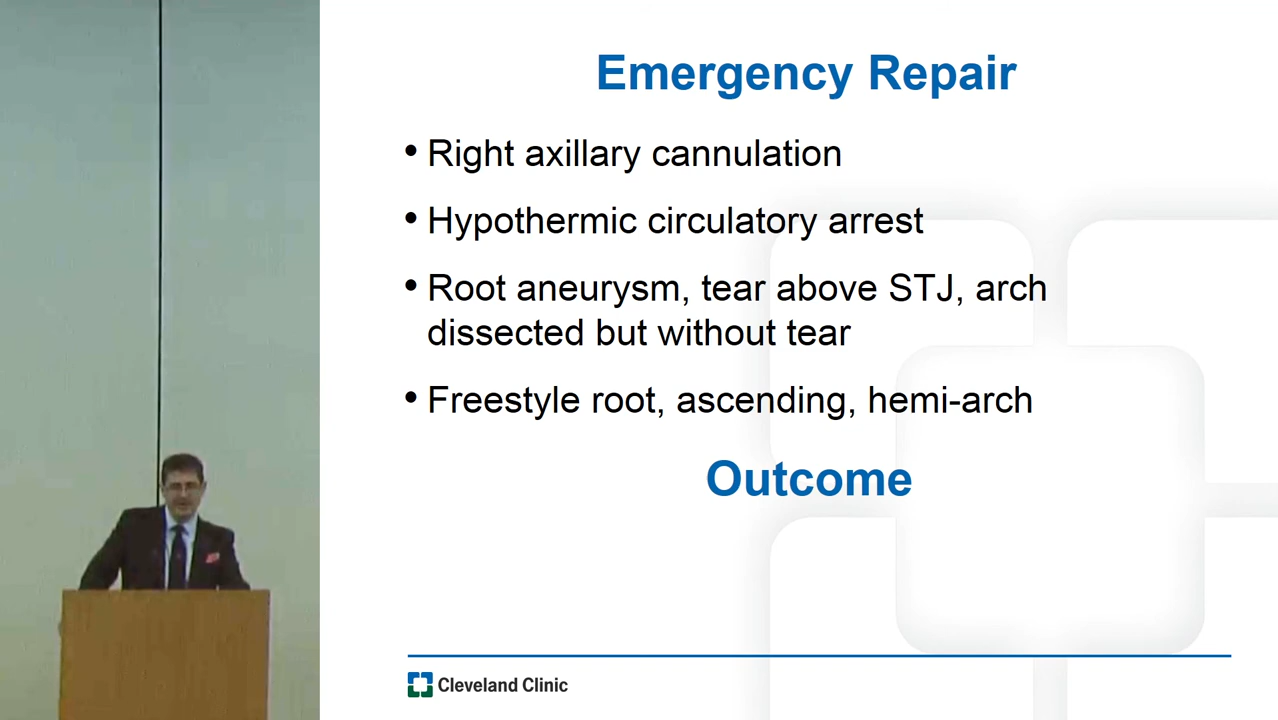 Emergency Repair
• Right axillary cannulation
• Hypothermic circulatory arrest
• Root aneurysm, tear above STJ, arch
dissected but without tear
• Freestyle root, ascending, hemi-arch
Outcome
Cleveland Clinic